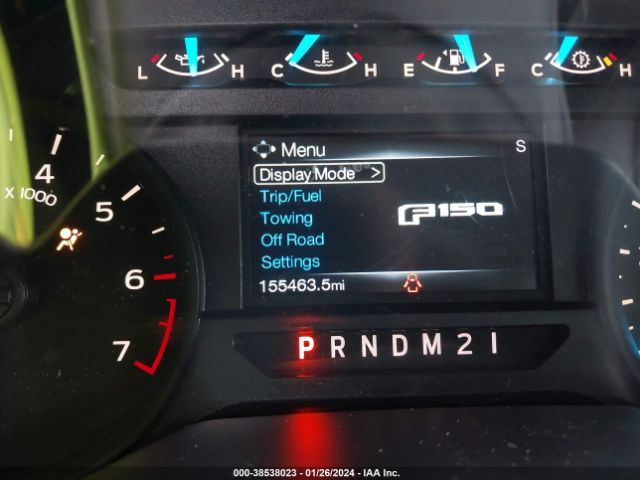 L H C H E F C H
Menu S
Display Mode >
Trip/Fuel
Towing F150
Off Road
Settings
155463.5mi
4
X 1000
5
6
7
P R N D M 2 1
000-38538023 — 01/26/2024 — IAA Inc.